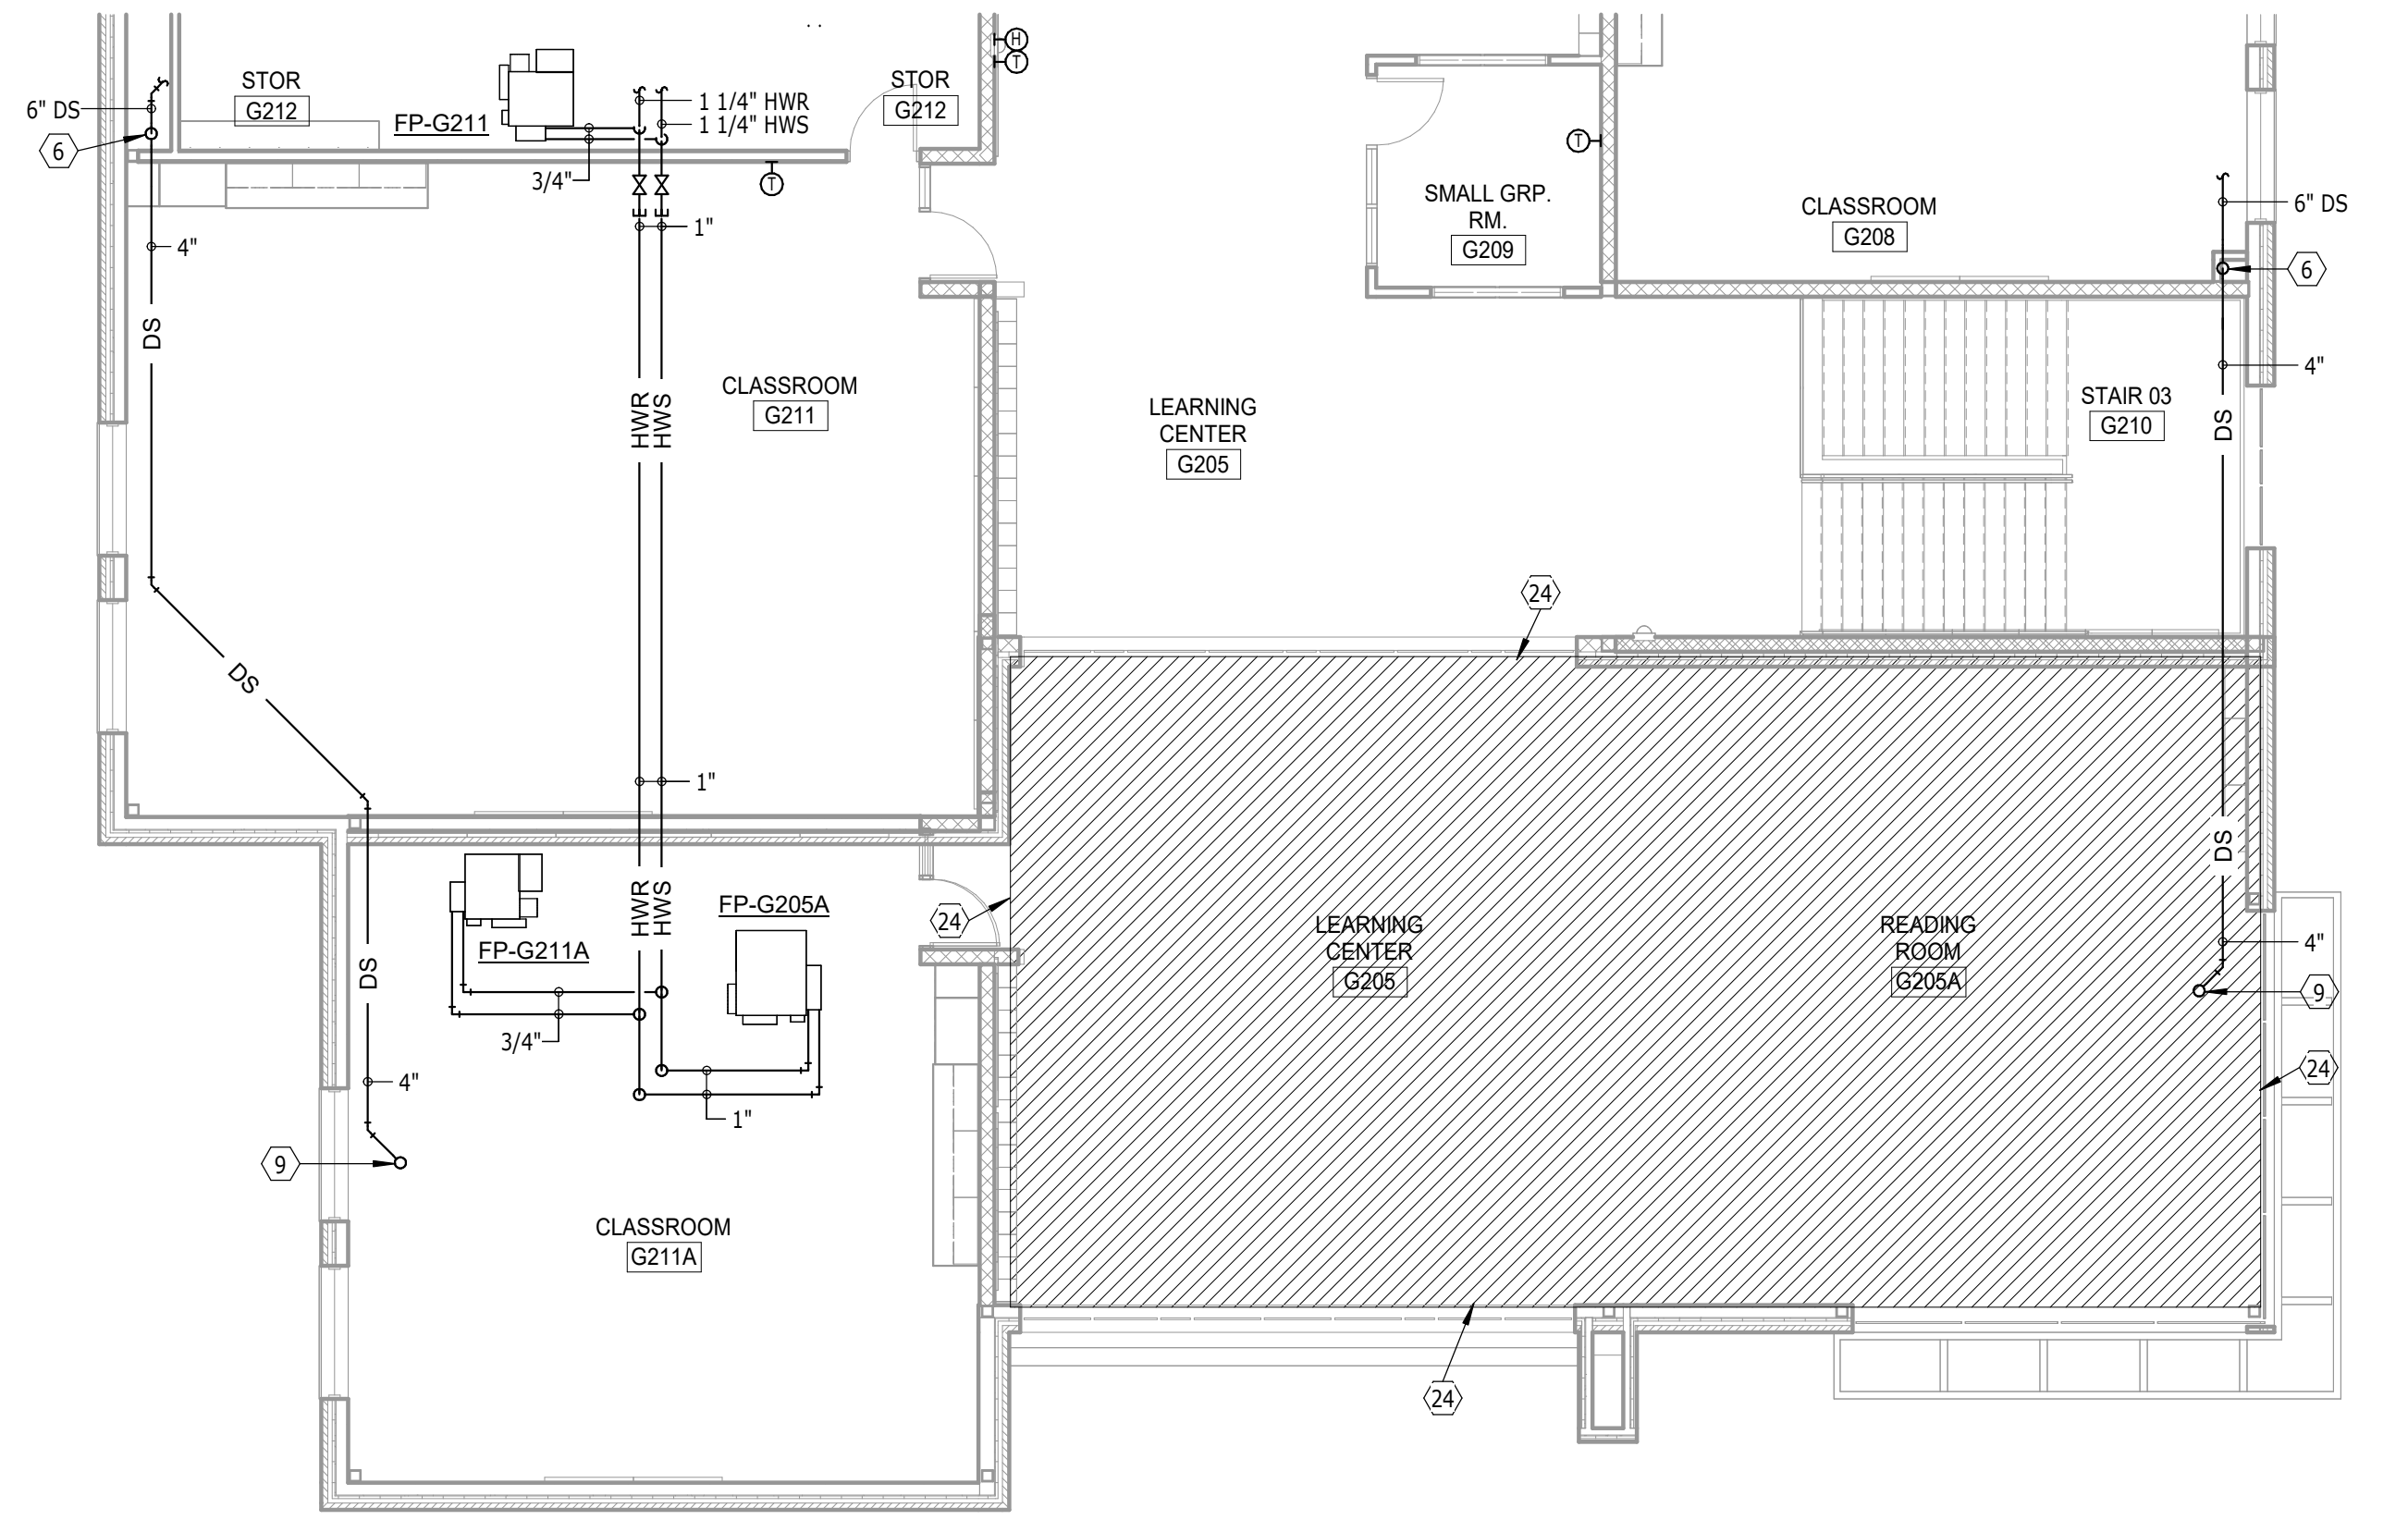 H
T
STOR
G212
STOR
G212
6" DS
6
FP-G211
1 1/4" HWR
1 1/4" HWS
3/4"
T
T
SMALL GRP.
RM.
G209
CLASSROOM
G208
6" DS
6
4"
1"
DS
HWR
HWS
CLASSROOM
G211
LEARNING
CENTER
G205
STAIR 03
G210
4"
DS
24
DS
1"
DS
FP-G205A
FP-G211A
HWR
HWS
24
LEARNING
CENTER
G205
READING
ROOM
G205A
4"
9
DS
3/4"
24
4"
1"
9
CLASSROOM
G211A
24